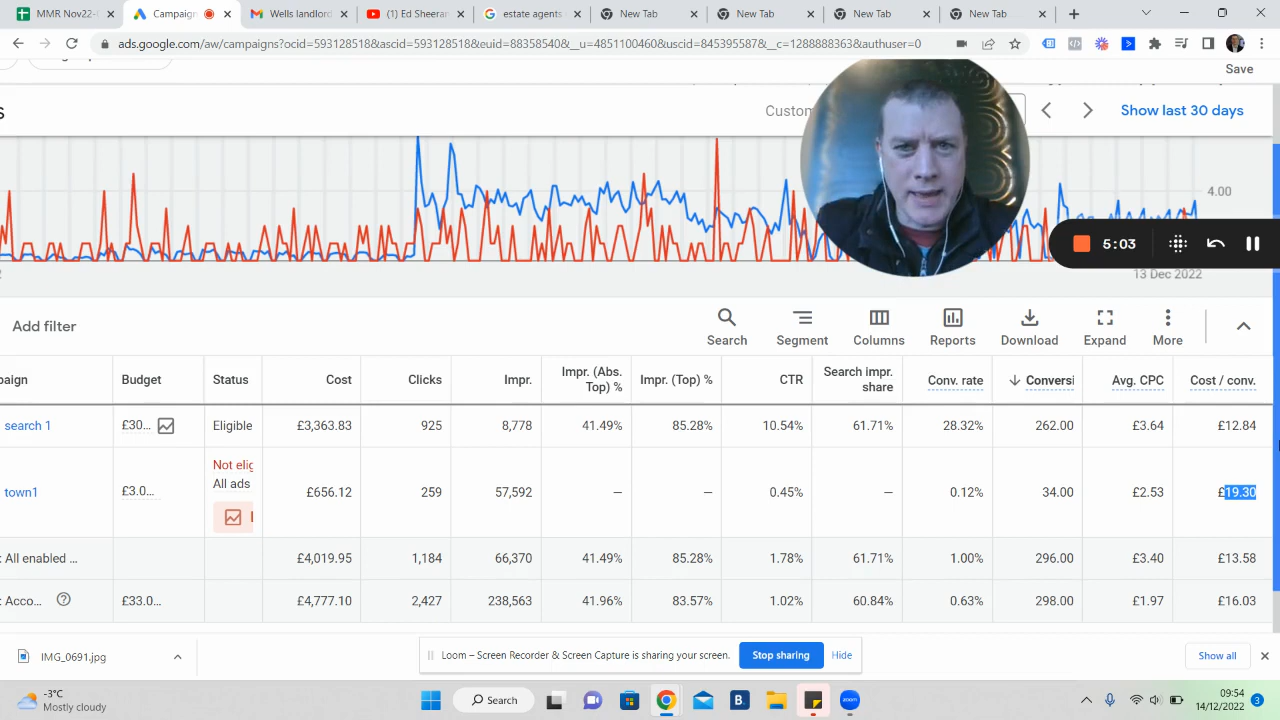 MMR Nov22-
Campaig
Wells landlord
(1) Ed Sheera
estate agents
New Tab
New Tab
New Tab
New Tab
ads.google.com/aw/campaigns?ocid=593128518&ascid=593128518&euid=88358540&__u=4851100460&uscid=8453955587&__c=1288888363&authuser=0
Save
S
Custom
Show last 30 days
4.00
5:03
13 Dec 2022
Add filter
Search
Segment
Columns
Reports
Download
Expand
More
paign Budget Status Cost Clicks Impr. Impr. (Abs. Top) % Impr. (Top) % CTR Search impr. share Conv. rate Conversi Avg. CPC Cost / conv.
search 1 £30... Eligible £3,363.83 925 8,778 41.49% 85.28% 10.54% 61.71% 28.32% 262.00 £3.64 £12.84
town1 £3.0... Not elig All ads £656.12 259 57,592 — — 0.45% — 0.12% 34.00 £2.53 £19.30
: All enabled ... £4,019.95 1,184 66,370 41.49% 85.28% 1.78% 61.71% 1.00% 296.00 £3.40 £13.58
: Acco... £33.0... £4,777.10 2,427 238,563 41.96% 83.57% 1.02% 60.84% 0.63% 298.00 £1.97 £16.03
IMG_0691.jpg
Loom – Screen Recorder & Screen Capture is sharing your screen.
Stop sharing
Hide
Show all
-3°C
Mostly cloudy
Search
09:54
14/12/2022
3